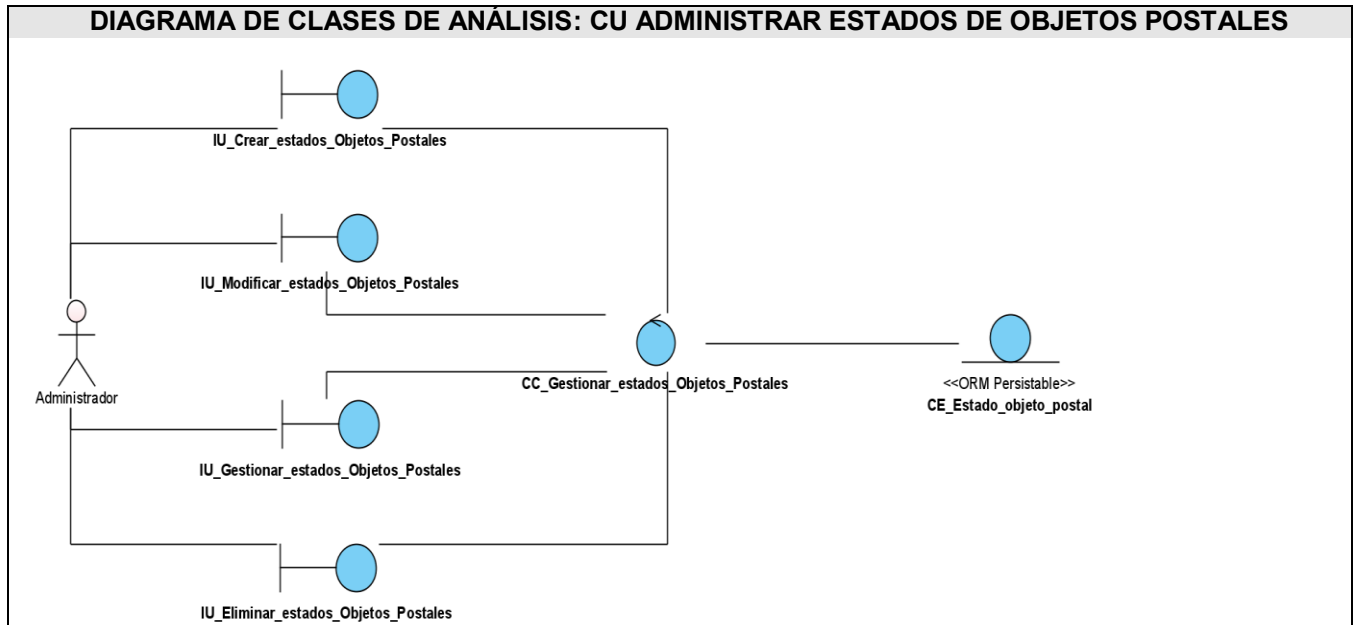 DIAGRAMA DE CLASES DE ANÁLISIS: CU ADMINISTRAR ESTADOS DE OBJETOS POSTALES
IU_Crear_estados_Objetos_Postales
IU_Modificar_estados_Objetos_Postales
Administrador
CC_Gestionar_estados_Objetos_Postales
<<ORM Persistable>>
CE_Estado_objeto_postal
IU_Gestionar_estados_Objetos_Postales
IU_Eliminar_estados_Objetos_Postales